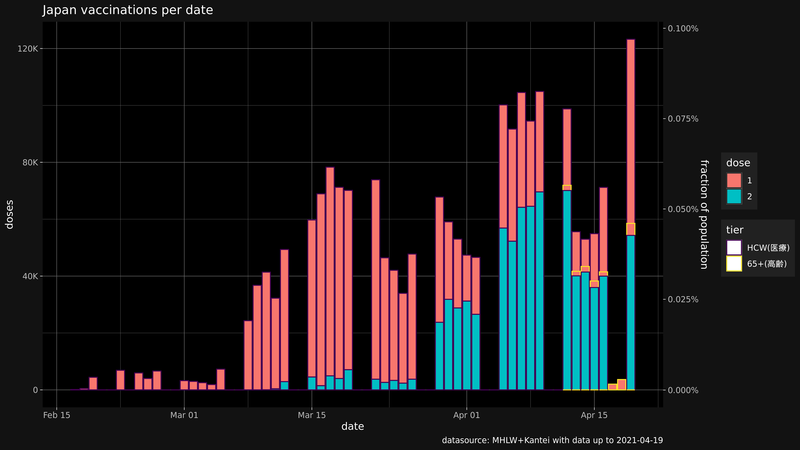 Japan vaccinations per date
120K
80K
40K
0
doses
0.100%
0.075%
0.050%
0.025%
0.000%
fraction of population
Feb 15
Mar 01
Mar 15
Apr 01
Apr 15
date
dose
1
2
tier
HCW(医療)
65+(高齢)
datasource: MHLW+Kantei with data up to 2021-04-19